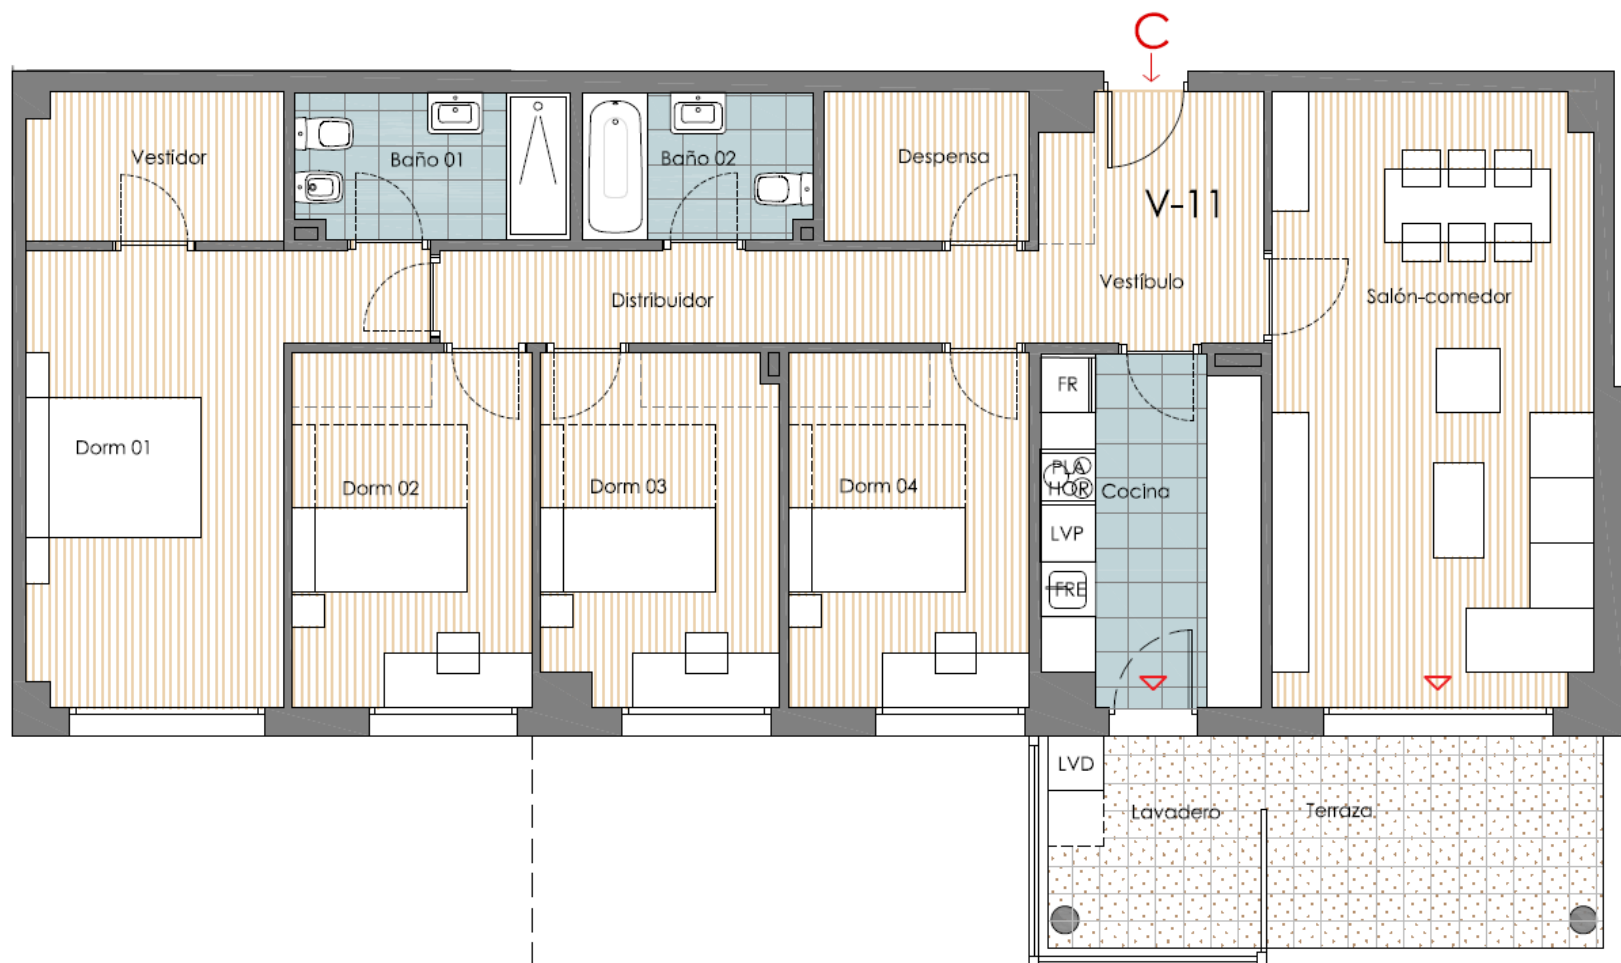 C
Vestidor
Baño 01
Baño 02
Despensa
V-11
Distribuidor
Vestíbulo
Salón-comedor
Dorm 01
Dorm 02
Dorm 03
Dorm 04
FR
PLA
HOR
Cocina
LVP
FRE
LVD
Lavadero
Terraza